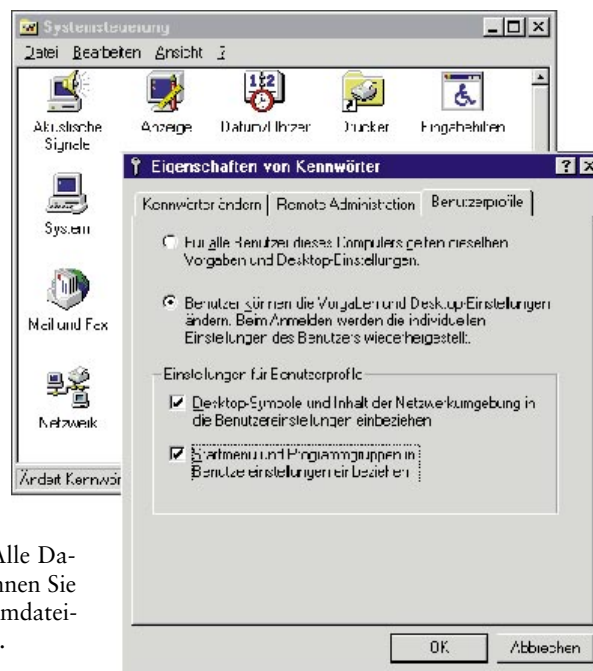 Systemsteuerung
Datei Bearbeiten Ansicht ?
Akustische Signale
Anzeige
Datum/Uhrzeit
Drucker
Eingabehilfen
System
Mail und Fax
Netzwerk
Ändert Kennwör
Eigenschaften von Kennwörter
Kennwörter ändern Remote Administration Benutzerprofile
Für alle Benutzer dieses Computers gelten dieselben
Vorgaben und Desktop-Einstellungen.
Benutzer können die Vorgaben und Desktop-Einstellungen
ändern. Beim Anmelden werden die individuellen
Einstellungen des Benutzers wiederhergestellt.
Einstellungen für Benutzerprofile
Desktop-Symbole und Inhalt der Netzwerkumgebung in
die Benutzereinstellungen einbeziehen
Startmenü und Programmgruppen in
Benutzereinstellungen einbeziehen
OK Abbrechen
Alle Da-
nnen Sie
mdatei-
.